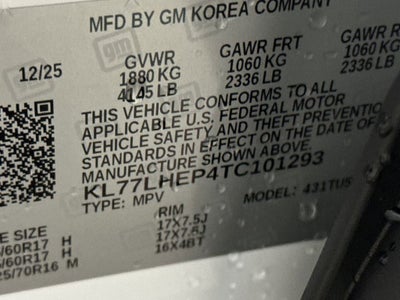 MFD BY GM KOREA COMPANY
12/25 GVWR GAWR FRT GAWR R
1880 KG 1060 KG 1060 KG
4145 LB 2336 LB 2336 LB
THIS VEHICLE CONFORMS TO ALL
APPLICABLE U.S. FEDERAL MOTOR
VEHICLE SAFETY AND THEFT PREVENTIO
STANDARDS IN EFFECT ON THE DATE OF
MANUFACTURE SHOWN ABOVE.
KL77LHEP4TC101293
TYPE: MPV MODEL: 431TU5
E SIZE RIM
/60R17 H 17X7.5J
/60R17 H 17X7.5J
25/70R16 M 16X4BT
gm